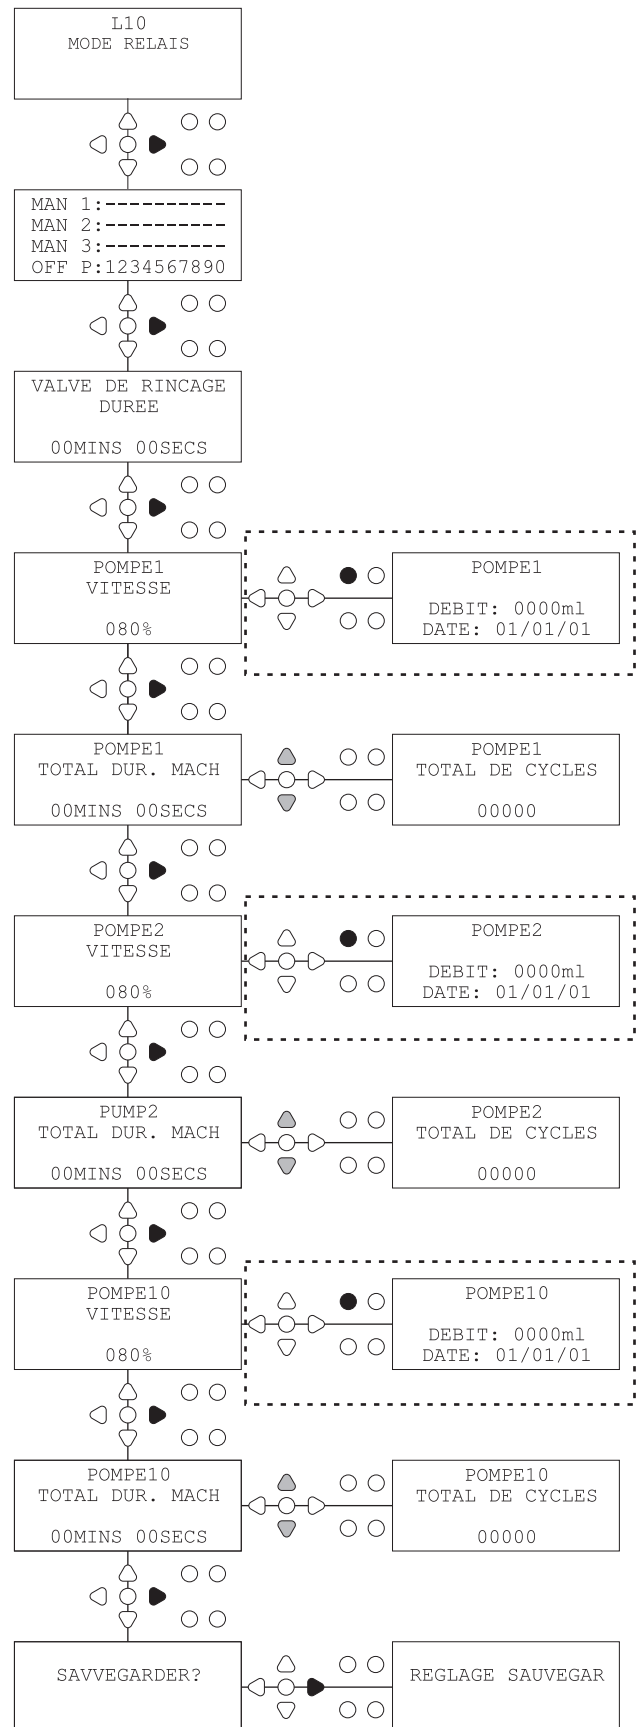 L10
MODE RELAIS
MAN 1:----------
MAN 2:----------
MAN 3:----------
OFF P:1234567890
VALVE DE RINCAGE
DUREE
00MINS 00SECS
POMPE1
VITESSE
080%
POMPE1
DEBIT: 0000ml
DATE: 01/01/01
POMPE1
TOTAL DUR. MACH
00MINS 00SECS
POMPE1
TOTAL DE CYCLES
00000
POMPE2
VITESSE
080%
POMPE2
DEBIT: 0000ml
DATE: 01/01/01
PUMP2
TOTAL DUR. MACH
00MINS 00SECS
POMPE2
TOTAL DE CYCLES
00000
POMPE10
VITESSE
080%
POMPE10
DEBIT: 0000ml
DATE: 01/01/01
POMPE10
TOTAL DUR. MACH
00MINS 00SECS
POMPE10
TOTAL DE CYCLES
00000
SAVVEGARDER?
REGLAGE SAUVEGAR